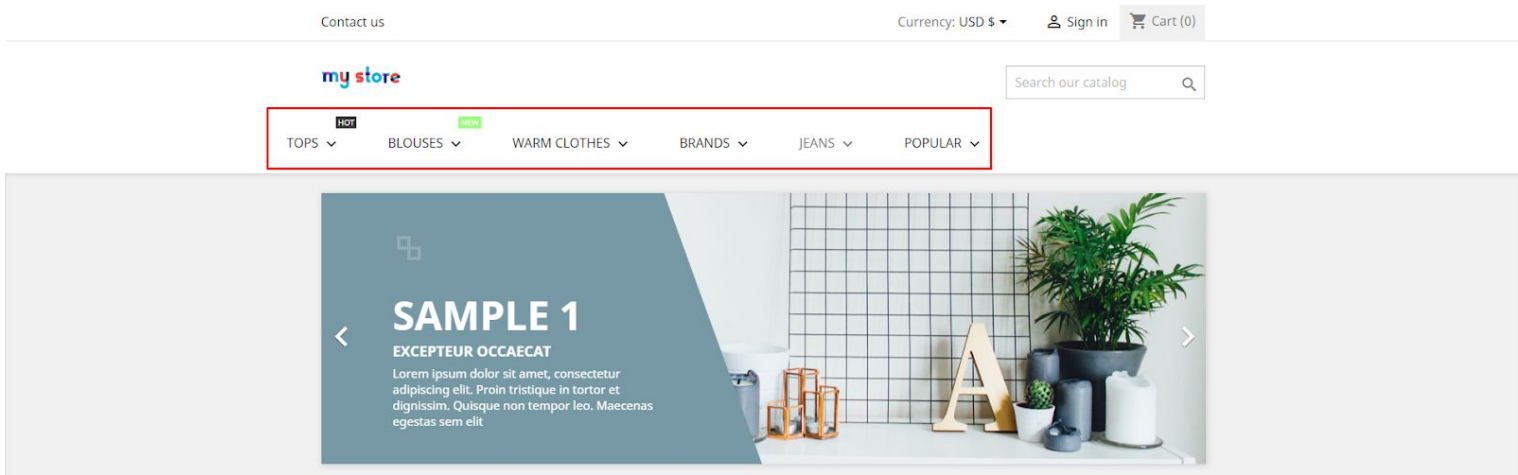 Contact us Currency: USD $ Sign in Cart (0)
my store Search our catalog
HOT NEW
TOPS BLOUSES WARM CLOTHES BRANDS JEANS POPULAR
SAMPLE 1
EXCEPTEUR OCCAECAT
Lorem ipsum dolor sit amet, consectetur
adipiscing elit. Proin tristique in tortor et
dignissim. Quisque non tempor leo. Maecenas
egestas sem elit
A